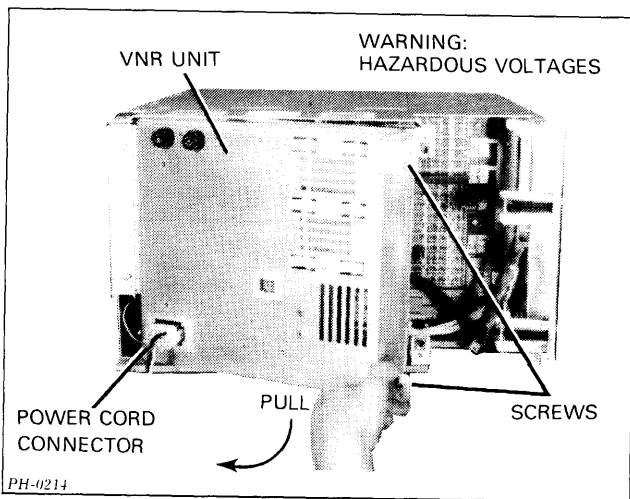 VNR UNIT
WARNING:
HAZARDOUS VOLTAGES
POWER CORD
CONNECTOR
PULL
SCREWS
PH-0214